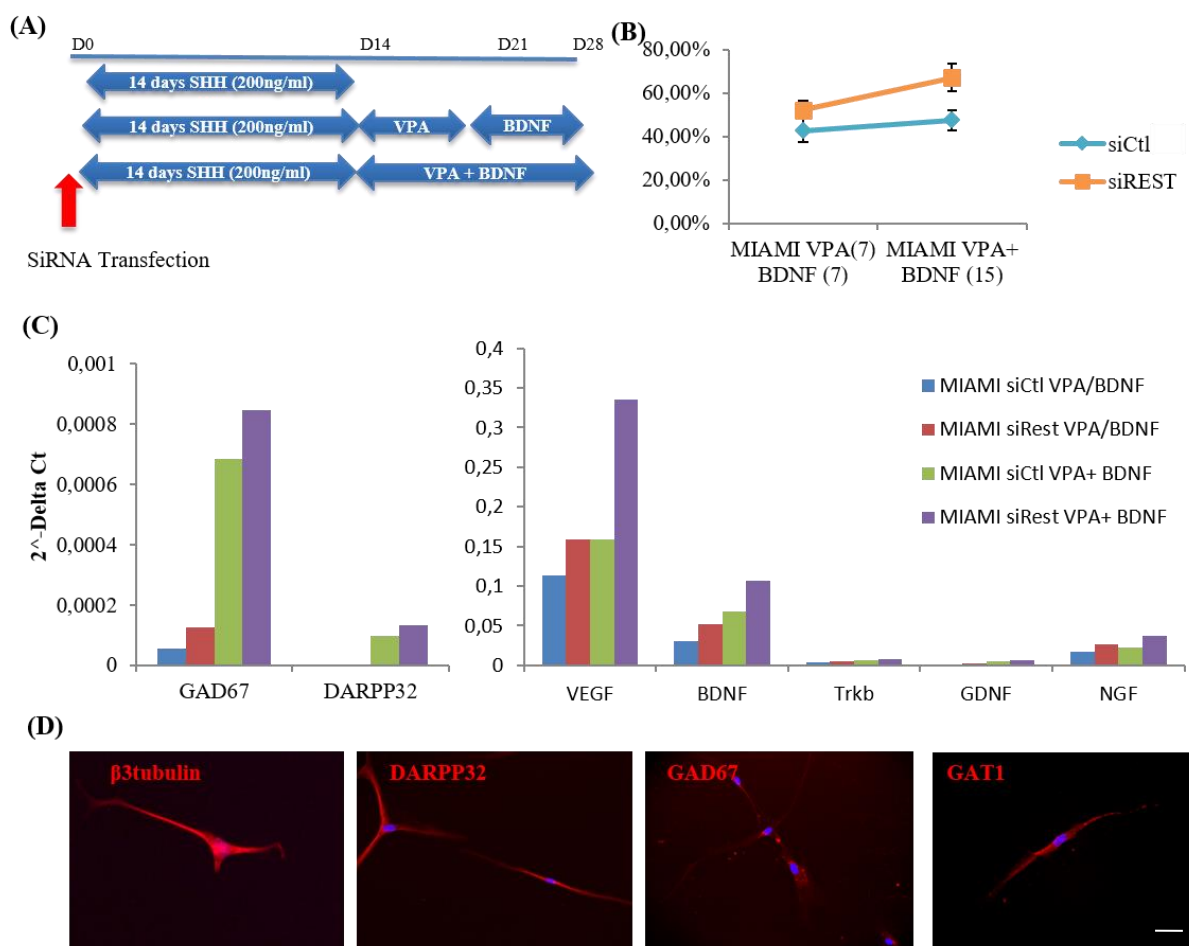 (A)
D0
D14
D21
D28
14 days SHH (200ng/ml)
14 days SHH (200ng/ml)
VPA
BDNF
14 days SHH (200ng/ml)
VPA + BDNF
SiRNA Transfection
(B)
80,00%
60,00%
40,00%
20,00%
0,00%
MIAMI VPA(7)
BDNF (7)
MIAMI VPA+
BDNF (15)
siCtl
siREST
(C)
2^-Delta Ct
0,001
0,0008
0,0006
0,0004
0,0002
0
GAD67
DARPP32
0,4
0,35
0,3
0,25
0,2
0,15
0,1
0,05
0
VEGF
BDNF
Trkb
GDNF
NGF
MIAMI siCtl VPA/BDNF
MIAMI siRest VPA/BDNF
MIAMI siCtl VPA+ BDNF
MIAMI siRest VPA+ BDNF
(D)
β3tubulin
DARPP32
GAD67
GAT1